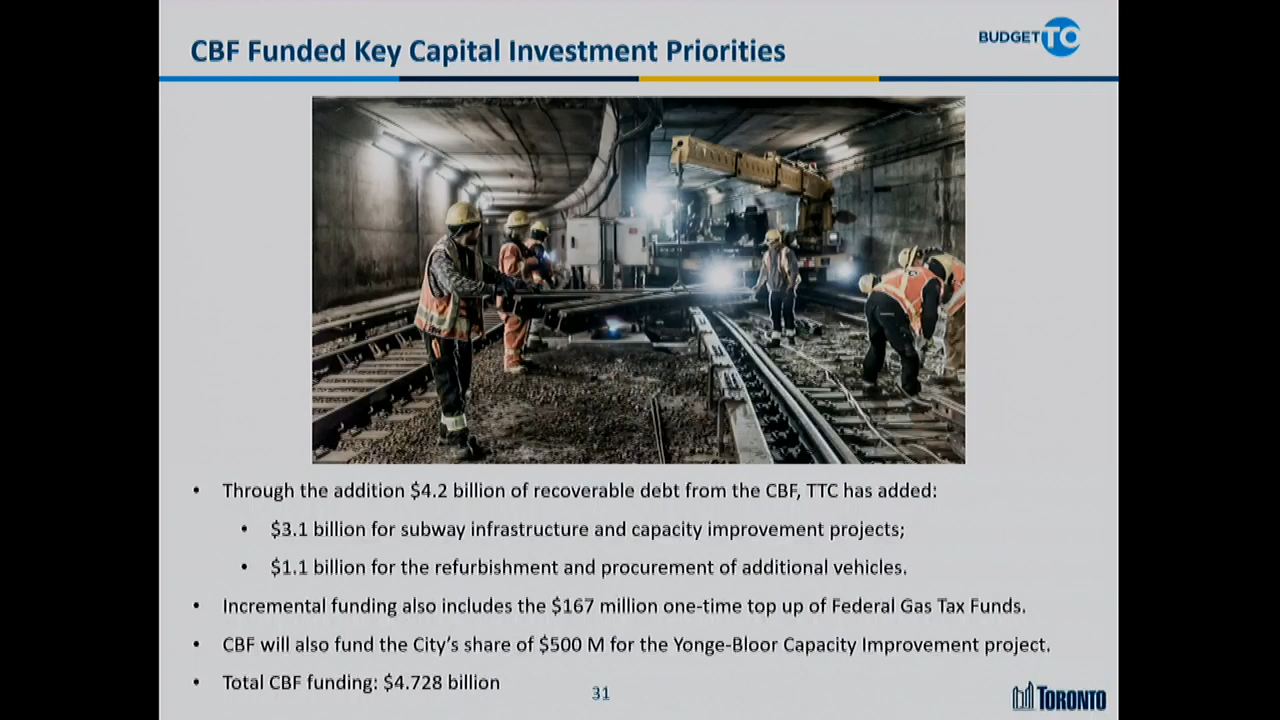 CBF Funded Key Capital Investment Priorities
BUDGETTO
• Through the addition $4.2 billion of recoverable debt from the CBF, TTC has added:
• $3.1 billion for subway infrastructure and capacity improvement projects;
• $1.1 billion for the refurbishment and procurement of additional vehicles.
• Incremental funding also includes the $167 million one-time top up of Federal Gas Tax Funds.
• CBF will also fund the City's share of $500 M for the Yonge-Bloor Capacity Improvement project.
• Total CBF funding: $4.728 billion
31
TORONTO